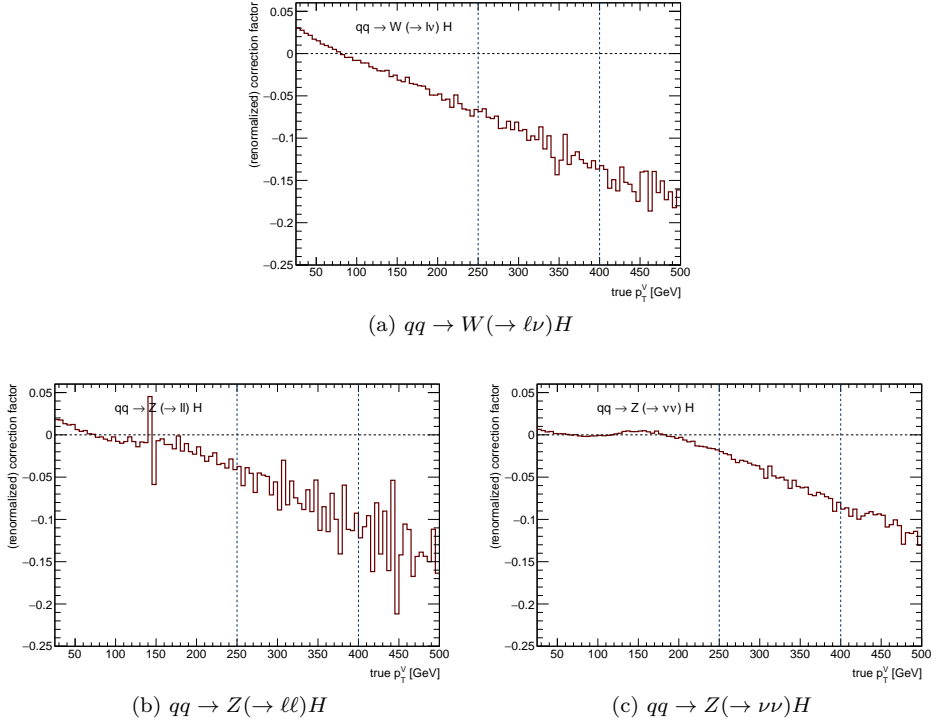 (renormalized) correction factor
qq → W (→ lν) H
0.05
0
−0.05
−0.1
−0.15
−0.2
−0.25
50 100 150 200 250 300 350 400 450 500
true p_T^V [GeV]
(a) qq → W(→ ℓν)H
(renormalized) correction factor
qq → Z (→ ll) H
0.05
0
−0.05
−0.1
−0.15
−0.2
−0.25
50 100 150 200 250 300 350 400 450 500
true p_T^V [GeV]
(b) qq → Z(→ ℓℓ)H
(renormalized) correction factor
qq → Z (→ νν) H
0.05
0
−0.05
−0.1
−0.15
−0.2
−0.25
50 100 150 200 250 300 350 400 450 500
true p_T^V [GeV]
(c) qq → Z(→ νν)H